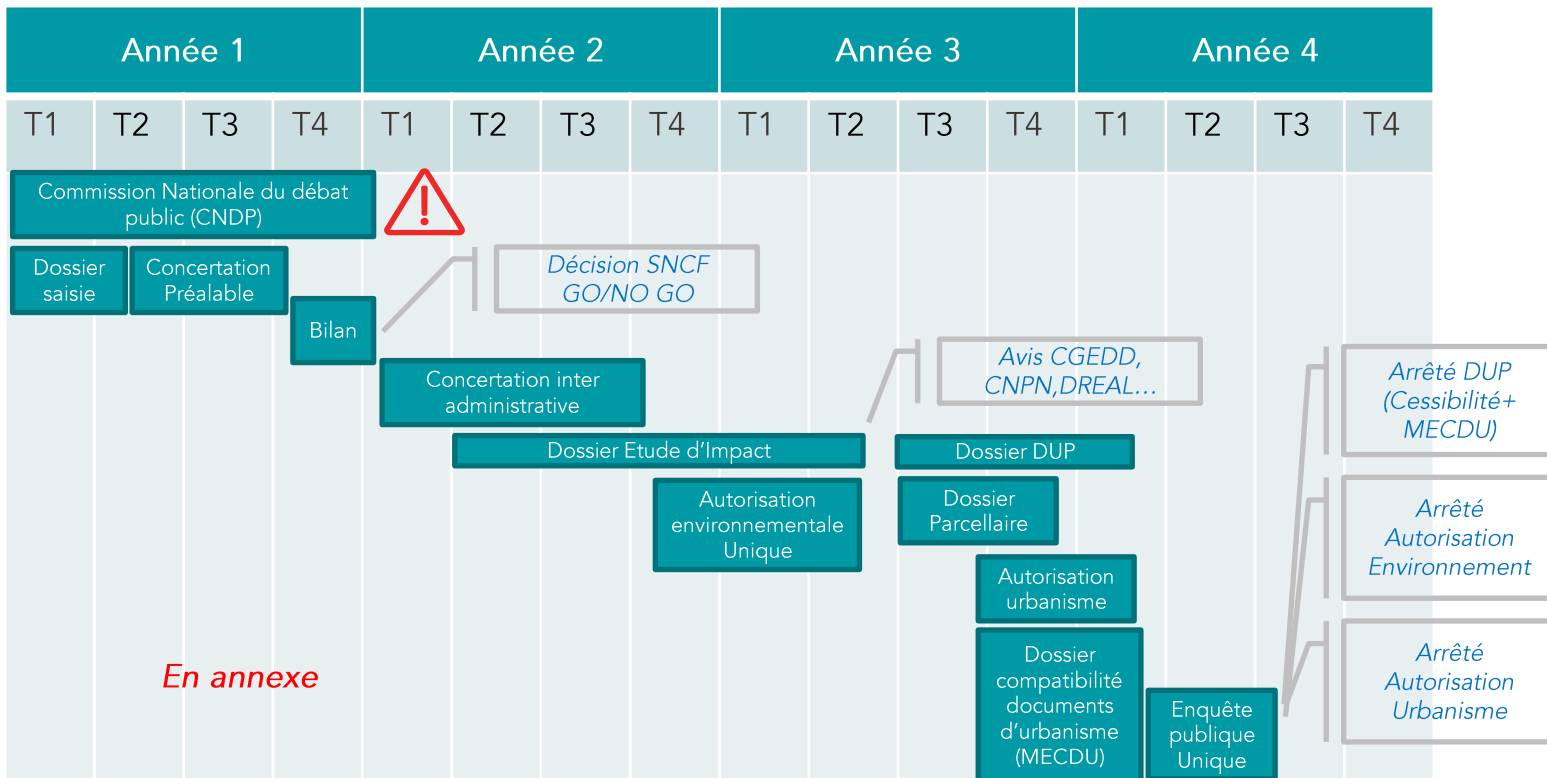 Année 1
Année 2
Année 3
Année 4
T1
T2
T3
T4
T1
T2
T3
T4
T1
T2
T3
T4
T1
T2
T3
T4
Commission Nationale du débat
public (CNDP)
!
Dossier
saisie
Concertation
Préalable
Bilan
Décision SNCF
GO/NO GO
Concertation inter
administrative
Avis CGEDD,
CNPN,DREAL...
Arrêté DUP
(Cessibilité+
MECDU)
Dossier Etude d'Impact
Dossier DUP
Autorisation
environnementale
Unique
Dossier
Parcellaire
Arrêté
Autorisation
Environnement
Autorisation
urbanisme
Dossier
compatibilité
documents
d'urbanisme
(MECDU)
Arrêté
Autorisation
Urbanisme
En annexe
Enquête
publique
Unique